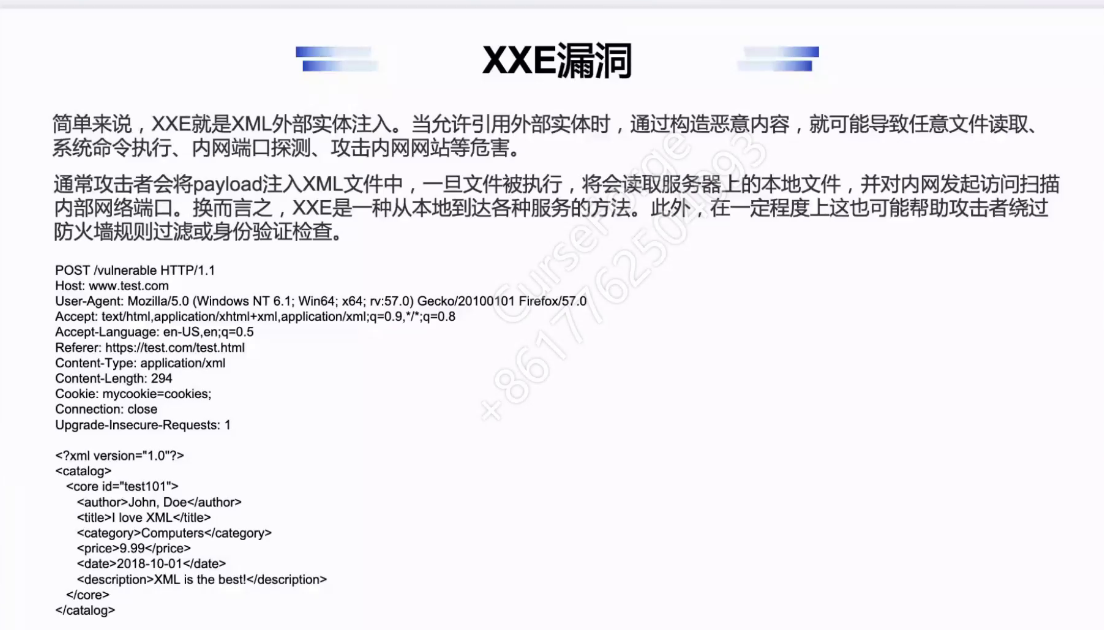 XXE漏洞
简单来说，XXE就是XML外部实体注入。当允许引用外部实体时，通过构造恶意内容，就可能导致任意文件读取、
系统命令执行、内网端口探测、攻击内网网站等危害。
通常攻击者会将payload注入XML文件中，一旦文件被执行，将会读取服务器上的本地文件，并对内网发起访问扫描
内部网络端口。换而言之，XXE是一种从本地到达各种服务的方法。此外，在一定程度上这也可能帮助攻击者绕过
防火墙规则过滤或身份验证检查。
POST /vulnerable HTTP/1.1
Host: www.test.com
User-Agent: Mozilla/5.0 (Windows NT 6.1; Win64; x64; rv:57.0) Gecko/20100101 Firefox/57.0
Accept: text/html,application/xhtml+xml,application/xml;q=0.9,*/*;q=0.8
Accept-Language: en-US,en;q=0.5
Referer: https://test.com/test.html
Content-Type: application/xml
Content-Length: 294
Cookie: mycookie=cookies;
Connection: close
Upgrade-Insecure-Requests: 1
<?xml version="1.0"?>
<catalog>
<core id="test101">
<author>John, Doe</author>
<title>I love XML</title>
<category>Computers</category>
<price>9.99</price>
<date>2018-10-01</date>
<description>XML is the best!</description>
</core>
</catalog>